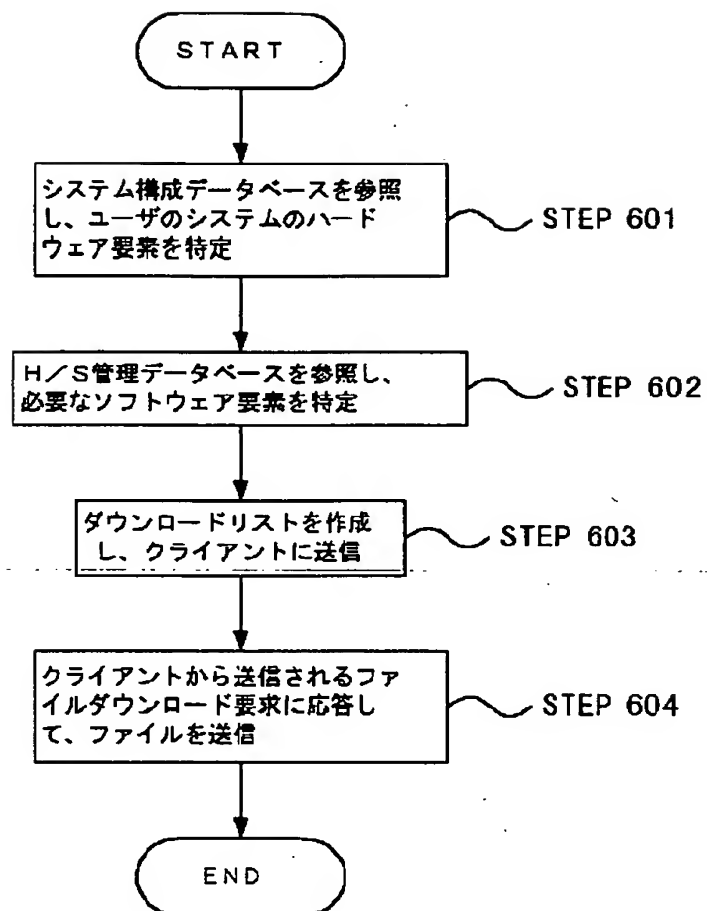 START
システム構成データベースを参照
し、ユーザのシステムのハード
ウェア要素を特定
STEP 601
H/S管理データベースを参照し、
必要なソフトウェア要素を特定
STEP 602
ダウンロードリストを作成
し、クライアントに送信
STEP 603
クライアントから送信されるファ
イルダウンロード要求に応答し
て、ファイルを送信
STEP 604
END